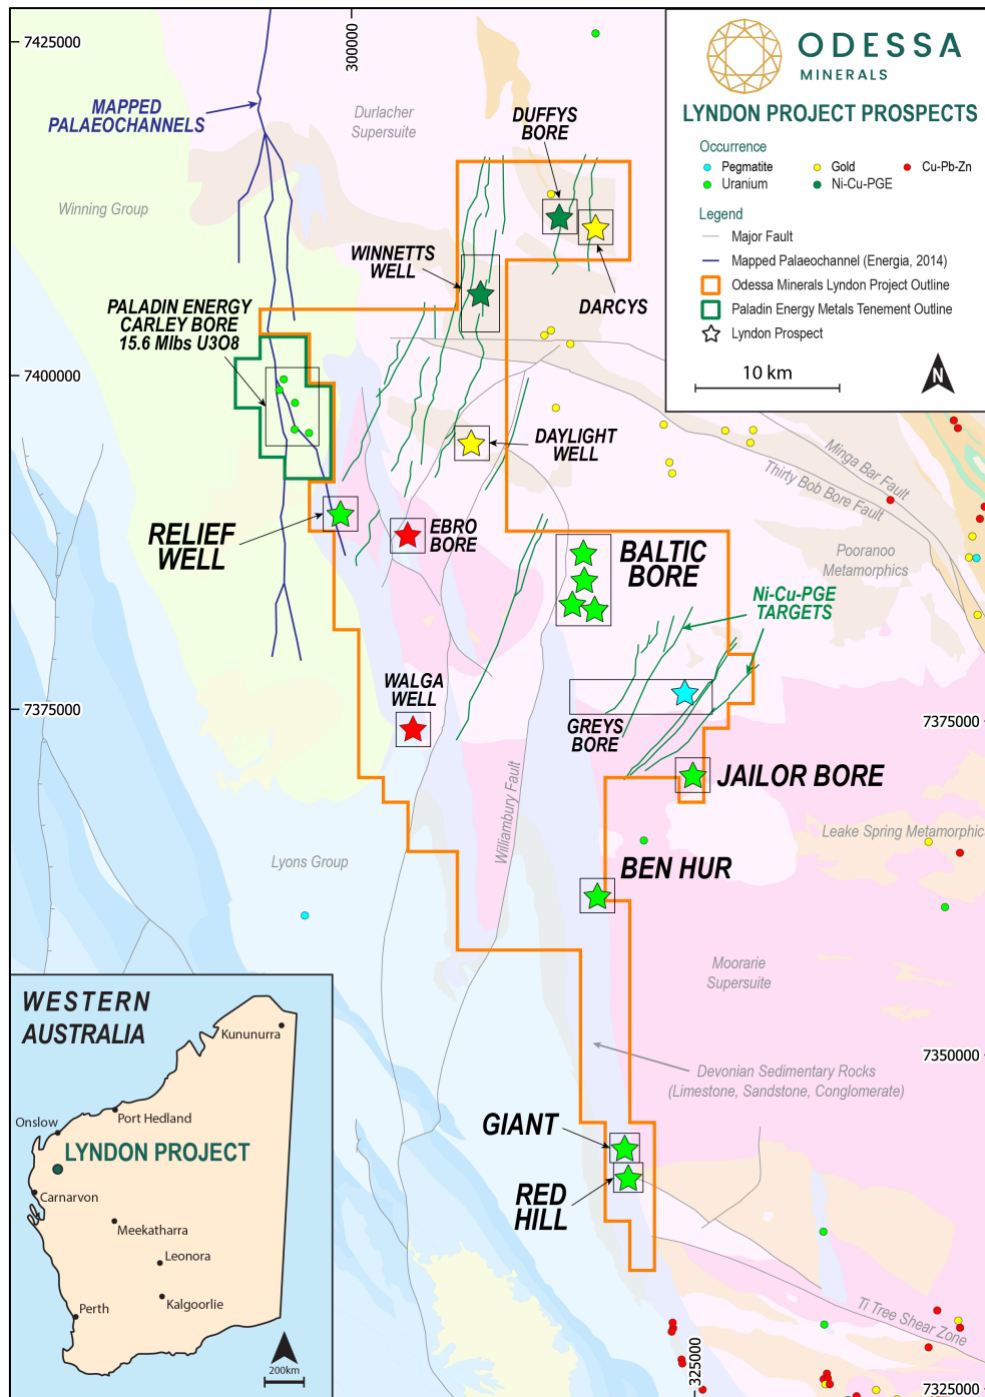 7425000
300000
ODESSA
MINERALS
LYNDON PROJECT PROSPECTS
Occurrence
Pegmatite
Gold
Cu-Pb-Zn
Uranium
Ni-Cu-PGE
Legend
Major Fault
Mapped Palaeochannel (Energia, 2014)
Odessa Minerals Lyndon Project Outline
Paladin Energy Metals Tenement Outline
Lyndon Prospect
10 km
N
MAPPED
PALAEOCHANNELS
Durlacher
Supersuite
DUFFYS
BORE
Winning Group
WINNETTS
WELL
DARCYS
PALADIN ENERGY
CARLEY BORE
15.6 Mlbs U3O8
7400000
DAYLIGHT
WELL
Minga Bar Fault
Thirty Bob Bore Fault
RELIEF
WELL
EBRO
BORE
BALTIC
BORE
Pooranoo
Metamorphics
Ni-Cu-PGE
TARGETS
WALGA
WELL
7375000
GREYS
BORE
7375000
JAILOR BORE
Williambury Fault
Leake Spring Metamorphics
Lyons Group
BEN HUR
Moorarie
Supersuite
7350000
Devonian Sedimentary Rocks
(Limestone, Sandstone, Conglomerate)
GIANT
RED
HILL
Ti Tree Shear Zone
325000
7325000
WESTERN
AUSTRALIA
Kununurra
Port Hedland
Onslow
LYNDON PROJECT
Carnarvon
Meekatharra
Leonora
Kalgoorlie
Perth
200km